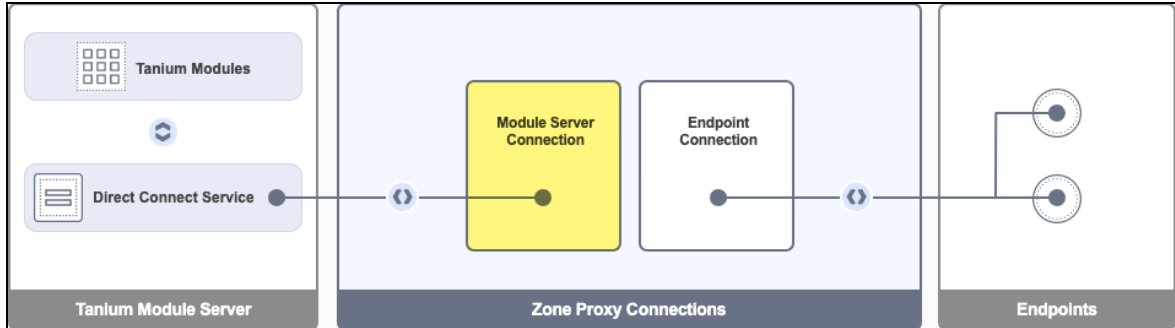 Tanium Modules
Direct Connect Service
Tanium Module Server
Module Server
Connection
Endpoint
Connection
Zone Proxy Connections
Endpoints